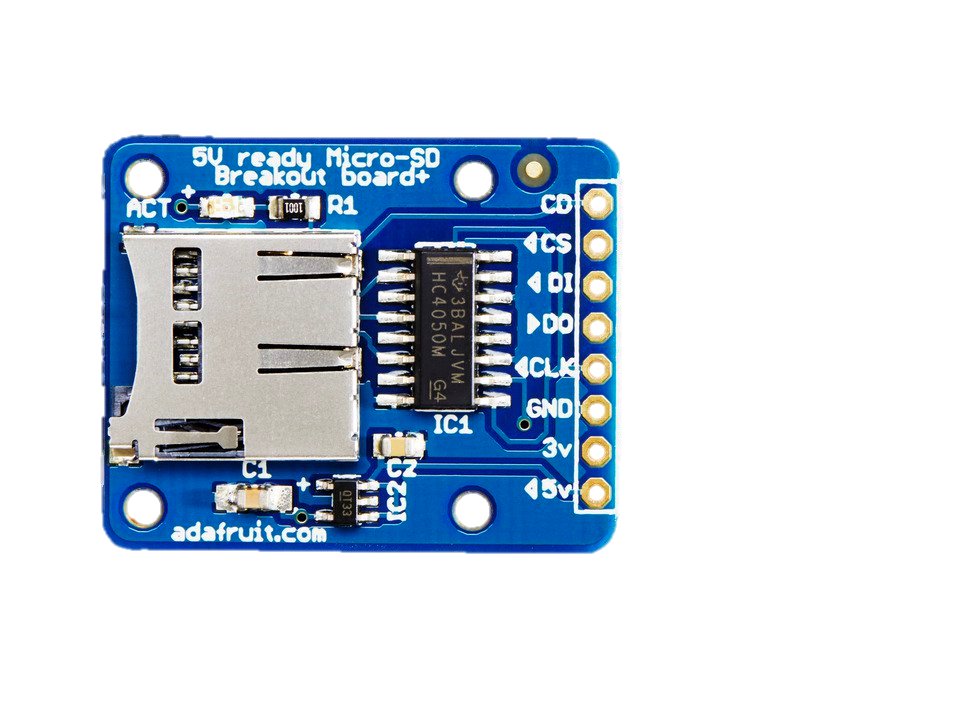 5V ready Micro-SD
Breakout board+
+
ACT
1001
R1
CD
CS
DI
DO
CLK
GND
3v
5v
3BALJVM
HC4050M G4
IC1
C1
C2
+
QT33
IC2
adafruit.com